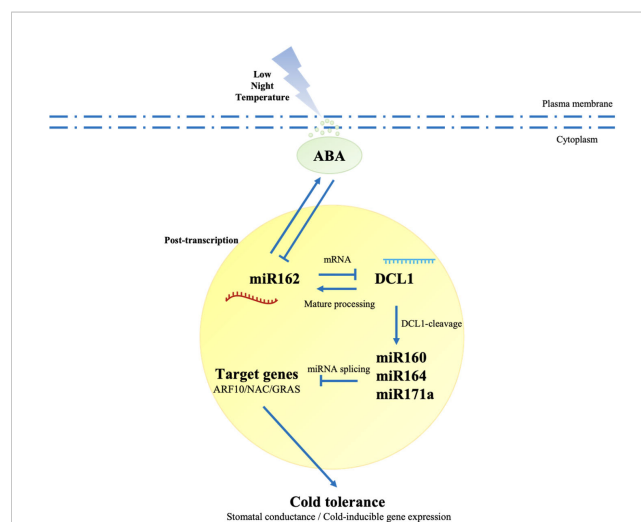 Low
Night
Temperature
Plasma membrane
Cytoplasm
ABA
Post-transcription
mRNA
miR162
DCL1
Mature processing
DCL1-cleavage
miR160
miR164
miR171a
miRNA splicing
Target genes
ARF10/NAC/GRAS
Cold tolerance
Stomatal conductance / Cold-inducible gene expression